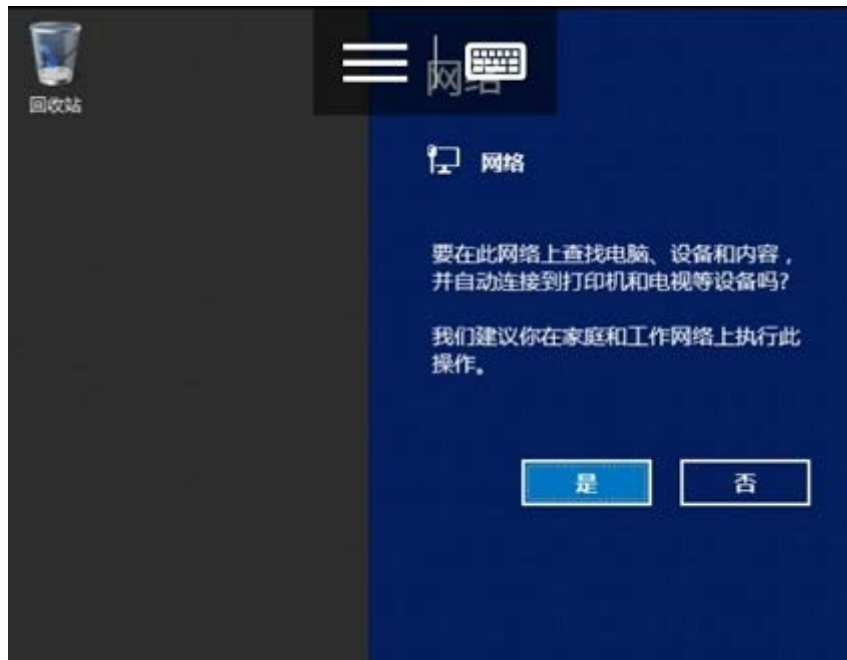 回收站
网络
网络
要在此网络上查找电脑、设备和内容，
并自动连接到打印机和电视等设备吗?
我们建议你在家庭和工作网络上执行此
操作。
是
否